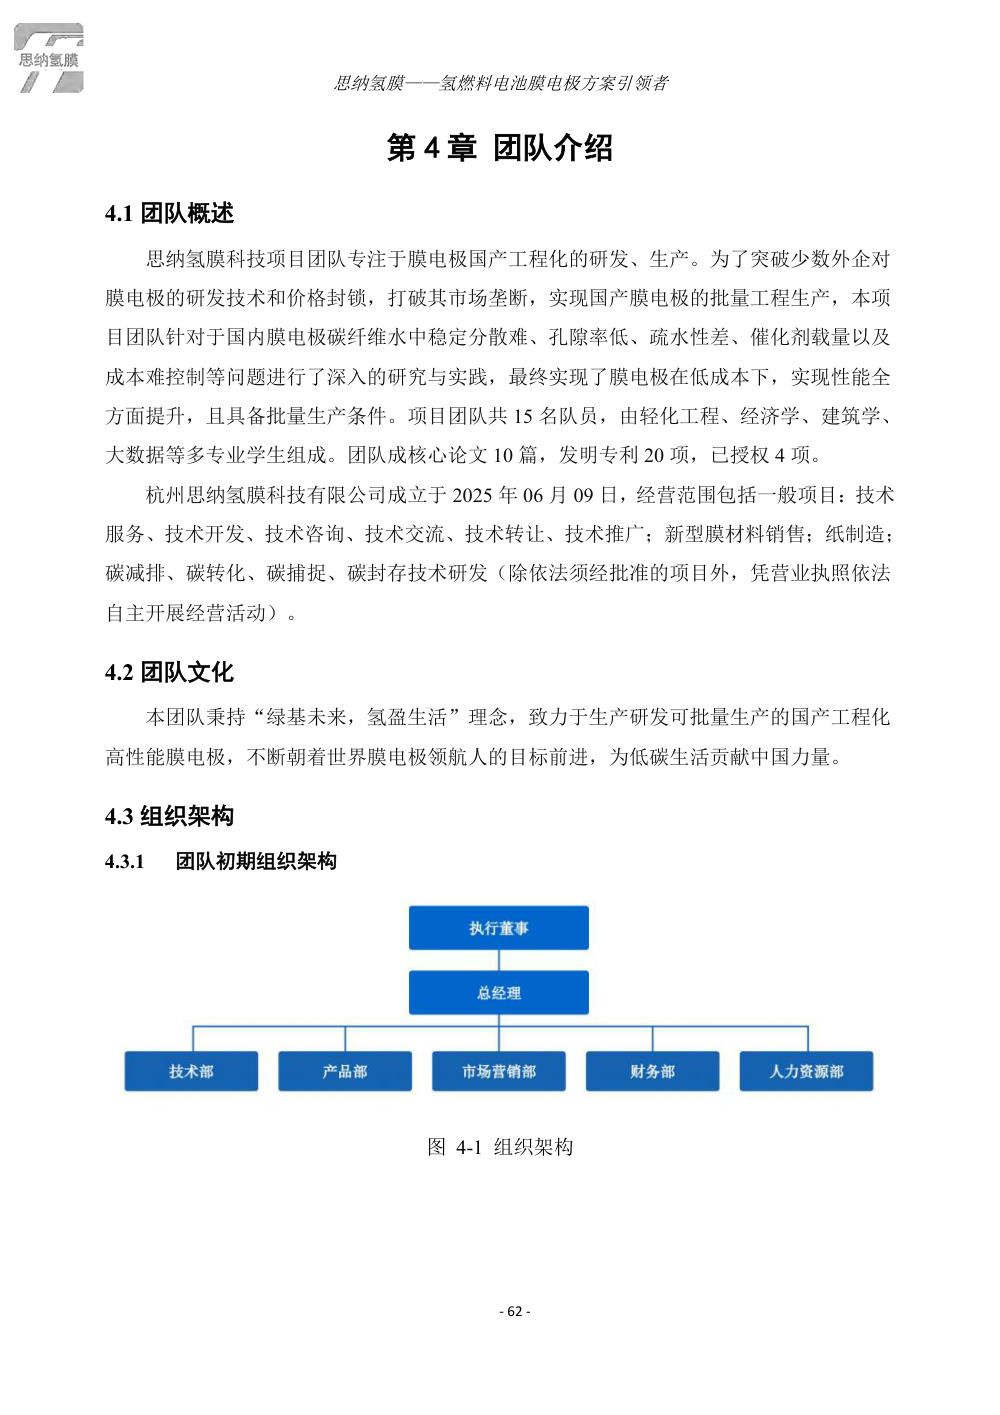 思纳氢膜
思纳氢膜——氢燃料电池膜电极方案引领者
第 4 章 团队介绍
4.1 团队概述
思纳氢膜科技项目团队专注于膜电极国产工程化的研发、生产。为了突破少数外企对
膜电极的研发技术和价格封锁，打破其市场垄断，实现国产膜电极的批量工程生产，本项
目团队针对于国内膜电极碳纤维水中稳定分散难、孔隙率低、疏水性差、催化剂载量以及
成本难控制等问题进行了深入的研究与实践，最终实现了膜电极在低成本下，实现性能全
方面提升，且具备批量生产条件。项目团队共 15 名队员，由轻化工程、经济学、建筑学、
大数据等多专业学生组成。团队成核心论文 10 篇，发明专利 20 项，已授权 4 项。
杭州思纳氢膜科技有限公司成立于 2025 年 06 月 09 日，经营范围包括一般项目：技术
服务、技术开发、技术咨询、技术交流、技术转让、技术推广；新型膜材料销售；纸制造；
碳减排、碳转化、碳捕捉、碳封存技术研发（除依法须经批准的项目外，凭营业执照依法
自主开展经营活动）。
4.2 团队文化
本团队秉持“绿基未来，氢盈生活”理念，致力于生产研发可批量生产的国产工程化
高性能膜电极，不断朝着世界膜电极领航人的目标前进，为低碳生活贡献中国力量。
4.3 组织架构
4.3.1 团队初期组织架构
执行董事
总经理
技术部 产品部 市场营销部 财务部 人力资源部
图 4-1 组织架构
- 62 -